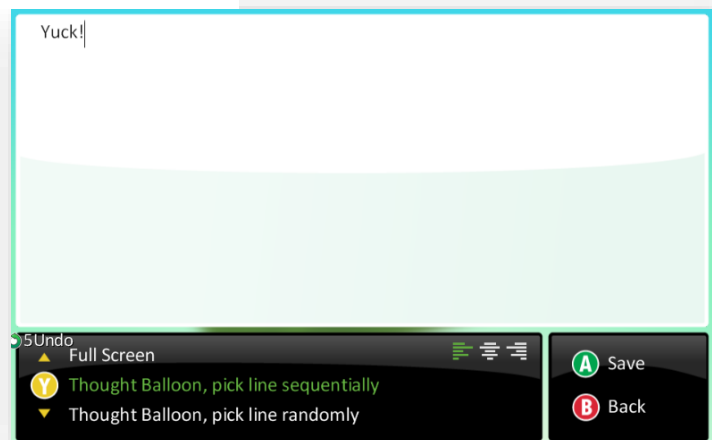 Yuck!
5Undo
Full Screen
Y Thought Balloon, pick line sequentially
Thought Balloon, pick line randomly
A Save
B Back